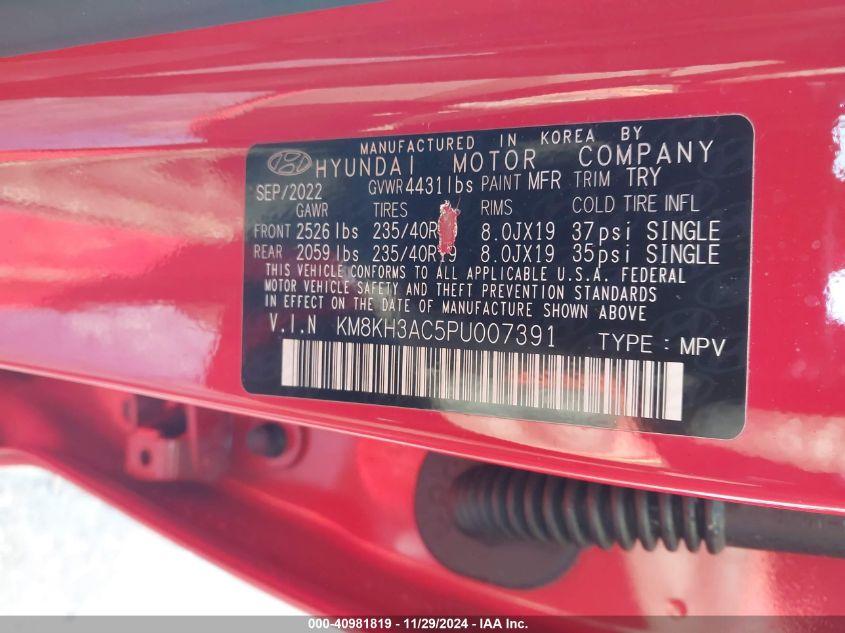 MANUFACTURED IN KOREA BY
HYUNDAI MOTOR COMPANY
SEP/2022 GVWR 4431lbs PAINT MFR TRIM TRY
GAWR TIRES RIMS COLD TIRE INFL
FRONT 2526 lbs 235/40R 8.0JX19 37psi SINGLE
REAR 2059 lbs 235/40R19 8.0JX19 35psi SINGLE
THIS VEHICLE CONFORMS TO ALL APPLICABLE U.S.A. FEDERAL
MOTOR VEHICLE SAFETY AND THEFT PREVENTION STANDARDS
IN EFFECT ON THE DATE OF MANUFACTURE SHOWN ABOVE
V.I.N KM8KH3AC5PU007391 TYPE : MPV
000-40981819 - 11/29/2024 - IAA Inc.